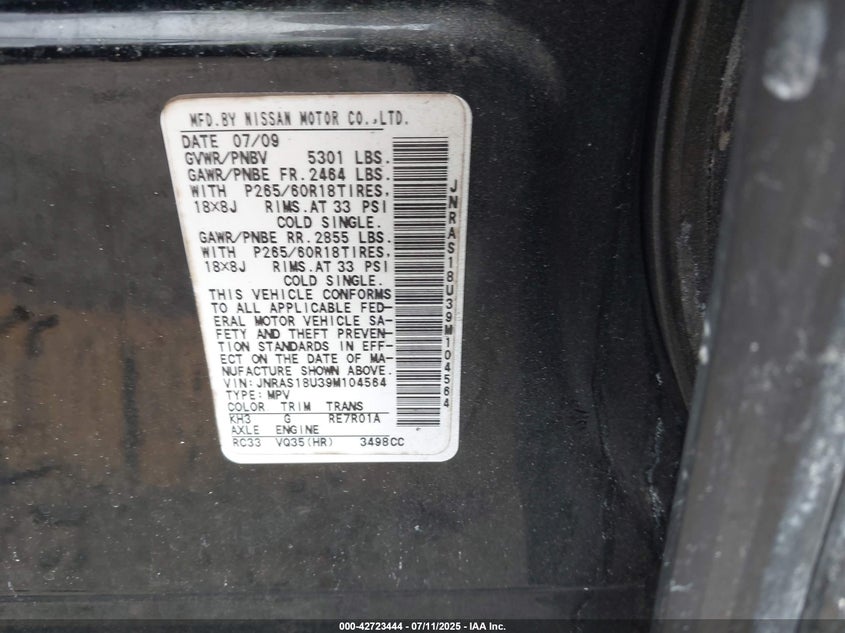 MFD.BY NISSAN MOTOR CO.,LTD.
DATE 07/09
GVWR/PNBV 5301 LBS.
GAWR/PNBE FR. 2464 LBS.
WITH P265/60R18TIRES,
18×8J RIMS.AT 33 PSI
COLD SINGLE.
GAWR/PNBE RR. 2855 LBS.
WITH P265/60R18TIRES,
18×8J RIMS.AT 33 PSI
COLD SINGLE.
THIS VEHICLE CONFORMS
TO ALL APPLICABLE FED-
ERAL MOTOR VEHICLE SA-
FETY AND THEFT PREVEN-
TION STANDARDS IN EFF-
ECT ON THE DATE OF MA-
NUFACTURE SHOWN ABOVE.
VIN:JNRAS18U39M104564
TYPE:MPV
COLOR TRIM TRANS
KH3 G RE7R01A
AXLE ENGINE
RC33 VQ35(HR) 3498CC
JNRAS18U39M104564
000-42723444 - 07/11/2025 - IAA Inc.